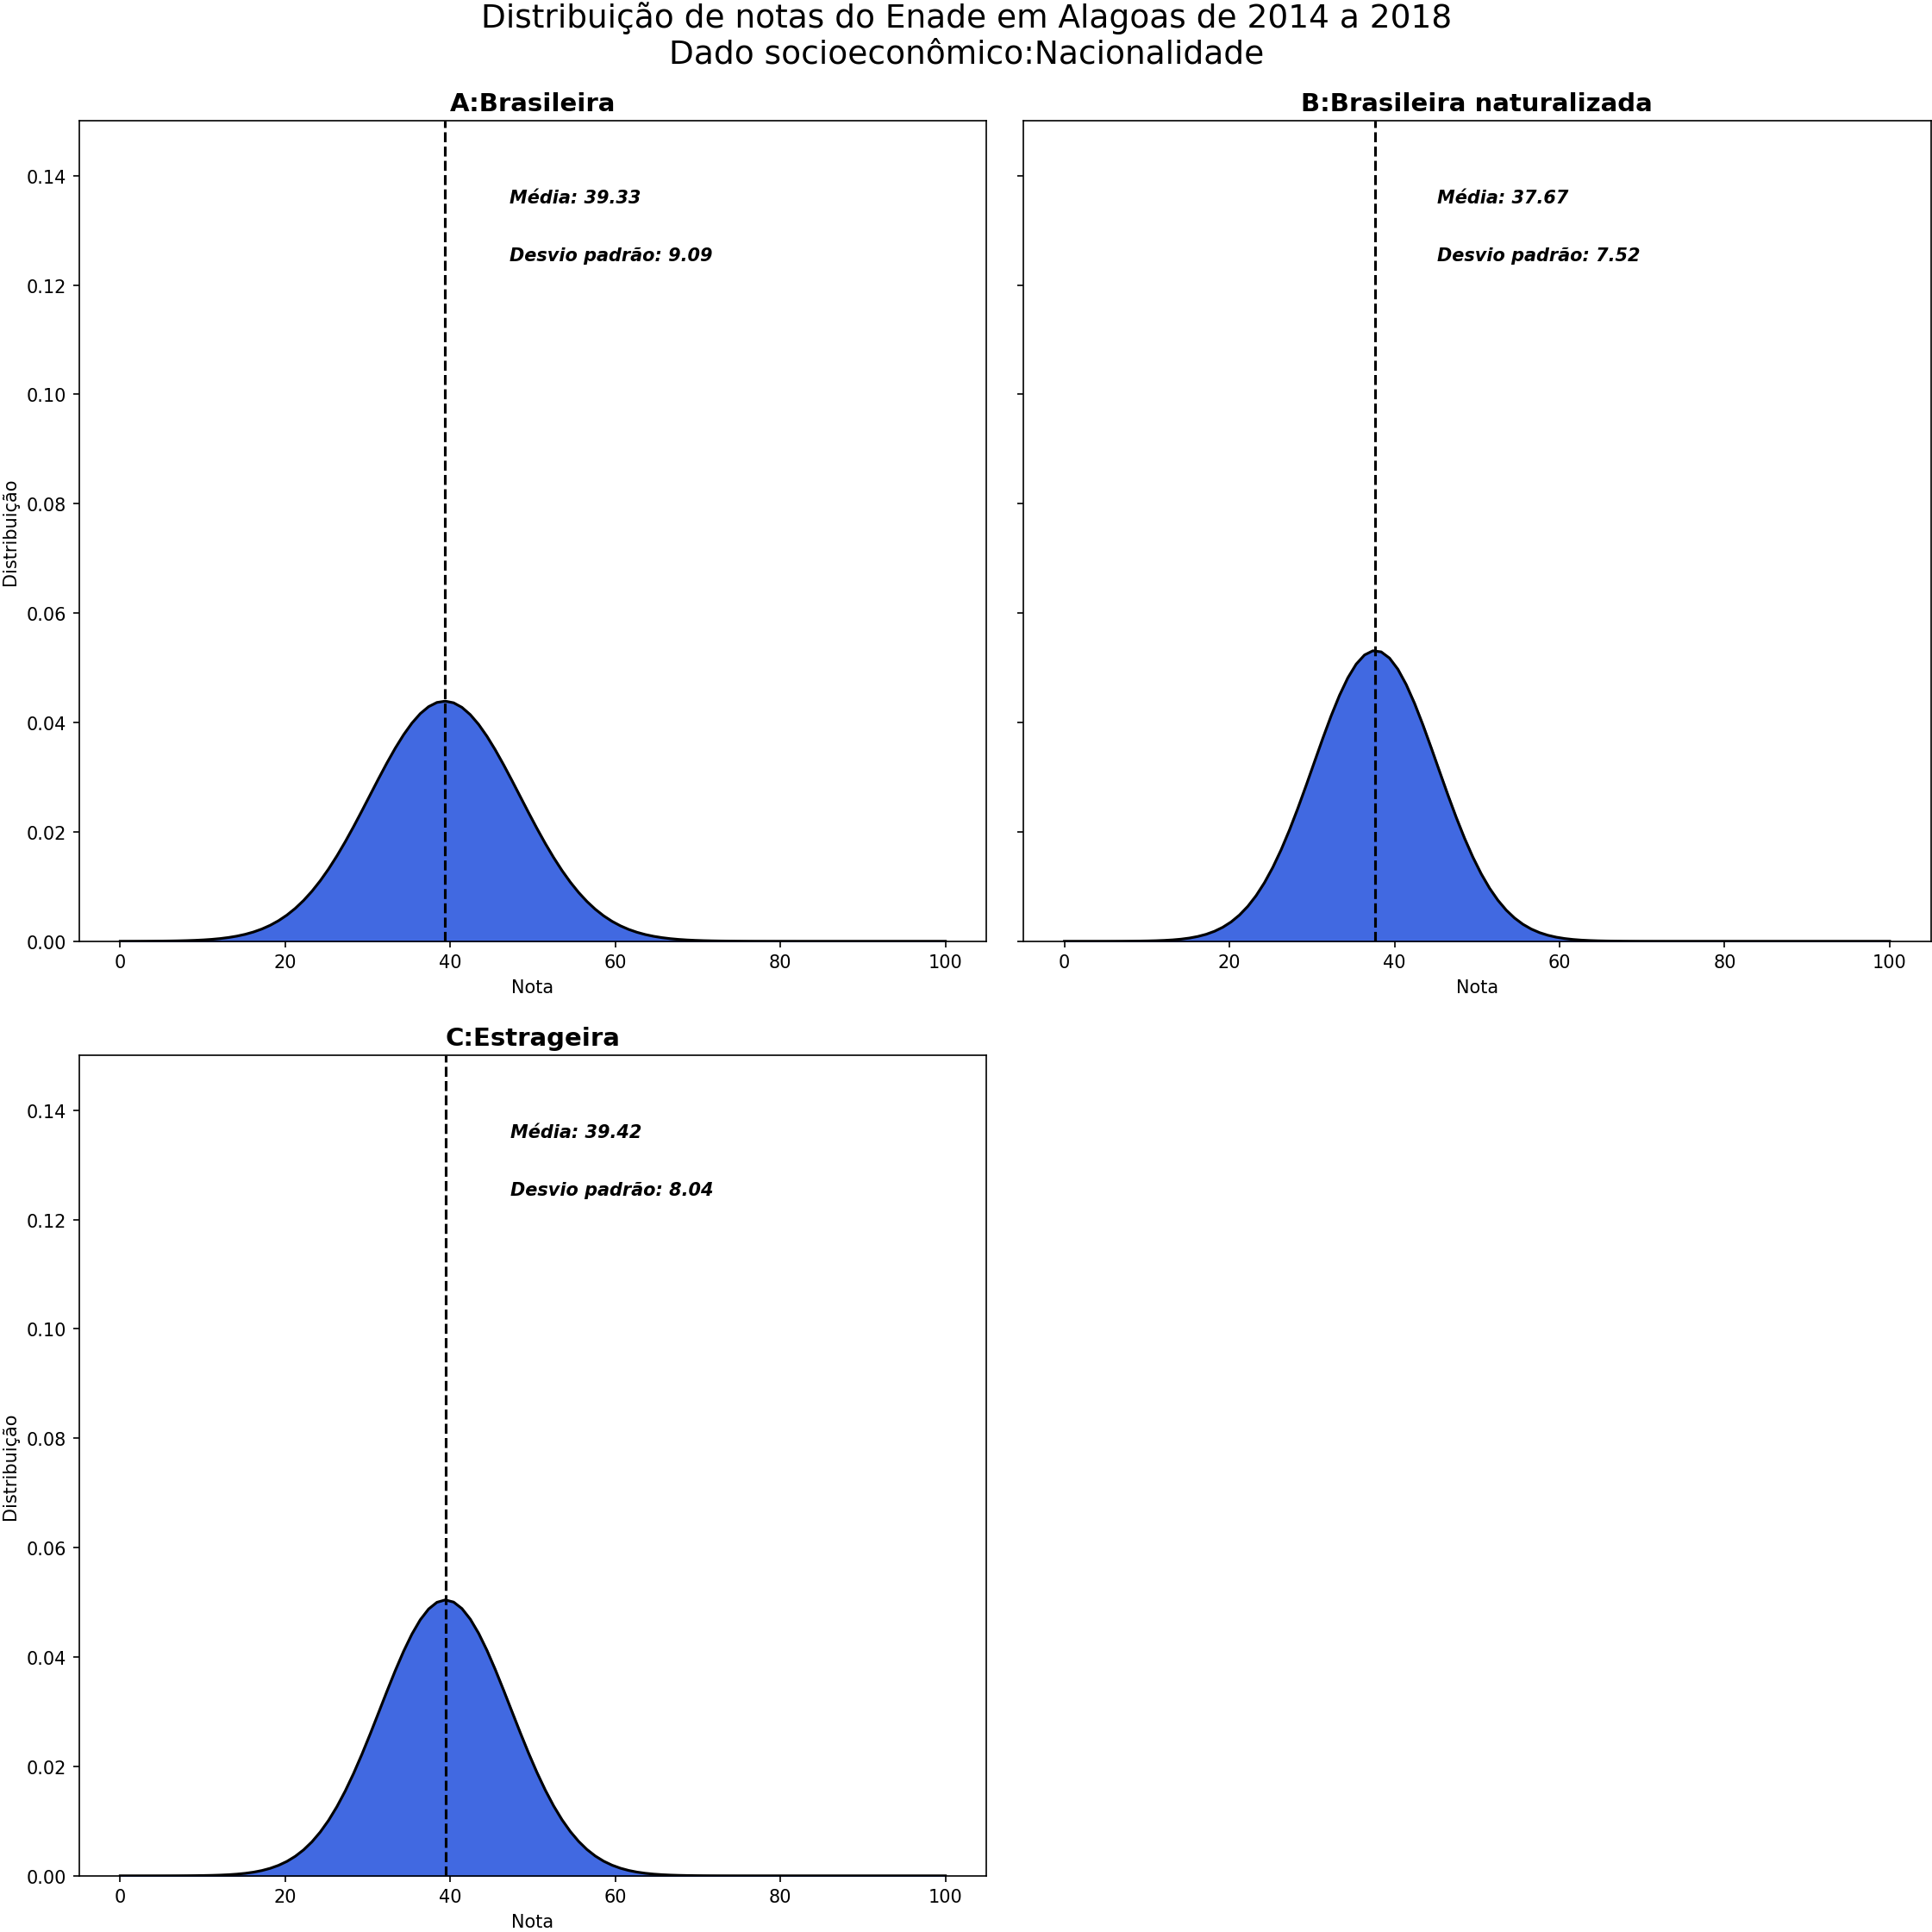 Distribuição de notas do Enade em Alagoas de 2014 a 2018
Dado socioeconômico:Nacionalidade
A:Brasileira
Média: 39.33
Desvio padrão: 9.09
0.14
0.12
0.10
0.08
0.06
0.04
0.02
0.00
Distribuição
0 20 40 60 80 100
Nota
B:Brasileira naturalizada
Média: 37.67
Desvio padrão: 7.52
0 20 40 60 80 100
Nota
C:Estrageira
Média: 39.42
Desvio padrão: 8.04
0.14
0.12
0.10
0.08
0.06
0.04
0.02
0.00
Distribuição
0 20 40 60 80 100
Nota